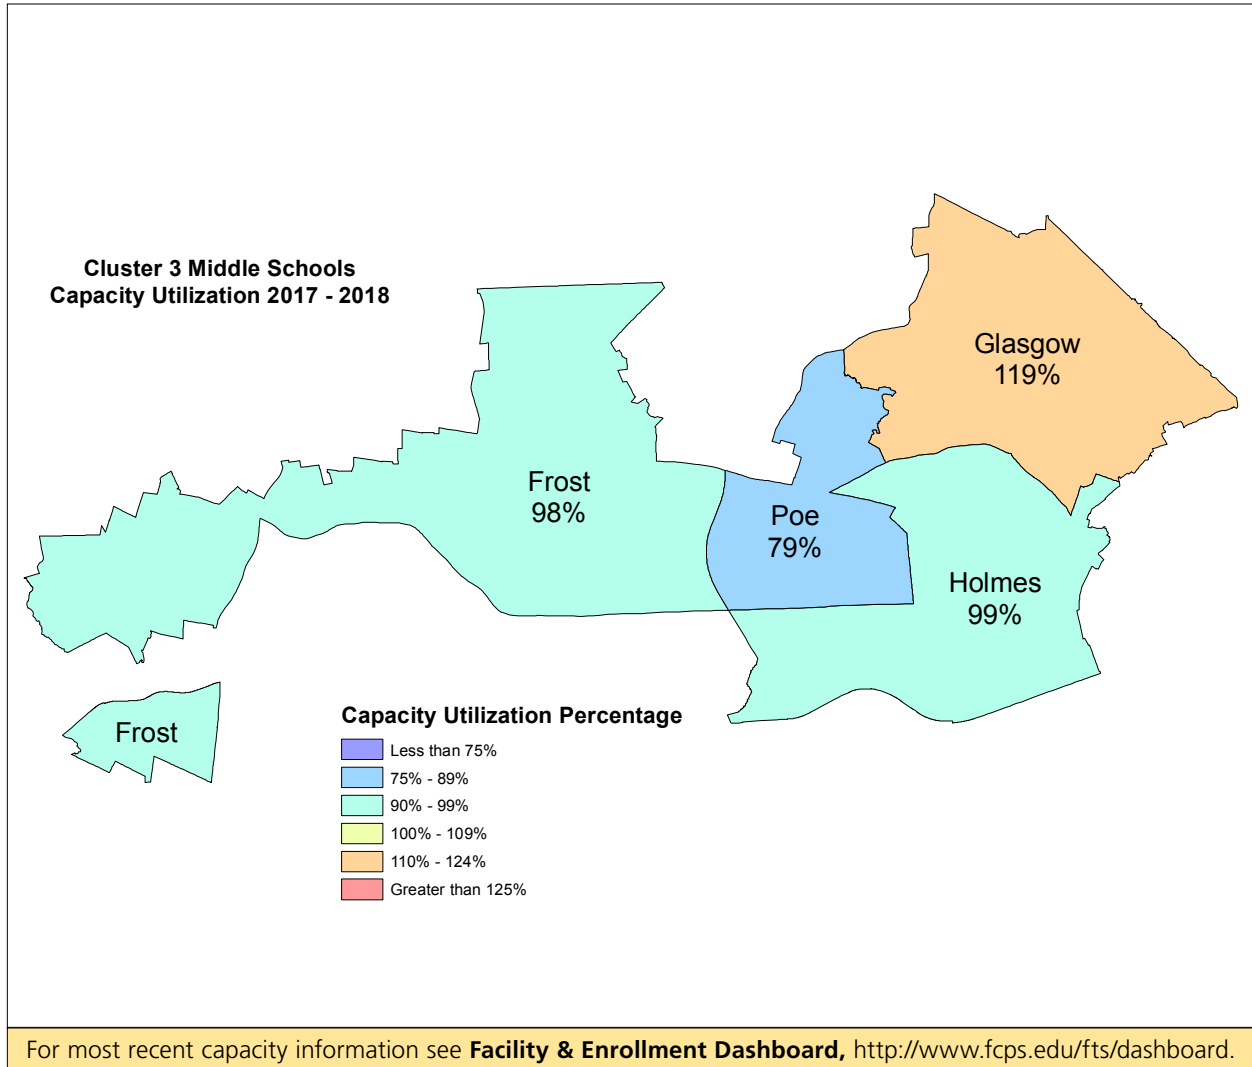 Cluster 3 Middle Schools
Capacity Utilization 2017 - 2018
Glasgow
119%
Frost
98%
Poe
79%
Holmes
99%
Frost
Capacity Utilization Percentage
Less than 75%
75% - 89%
90% - 99%
100% - 109%
110% - 124%
Greater than 125%
For most recent capacity information see Facility & Enrollment Dashboard, http://www.fcps.edu/fts/dashboard.